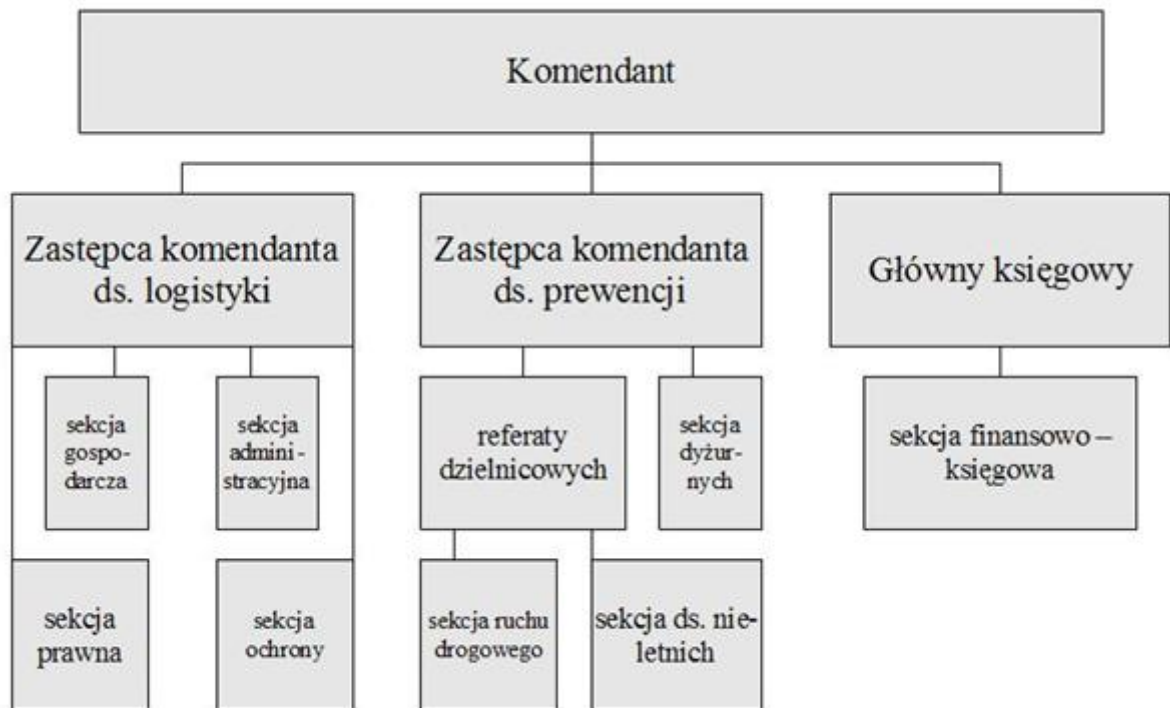 Komendant
Zastępca komendanta
ds. logistyki
Zastępca komendanta
ds. prewencji
Główny księgowy
sekcja
gospo-
darcza
sekcja
admini-
stracyjna
referaty
dzielnicowych
sekcja
dyżur-
nych
sekcja finansowo –
księgowa
sekcja
prawna
sekcja
ochrony
sekcja ruchu
drogowego
sekcja ds. nie-
letnich